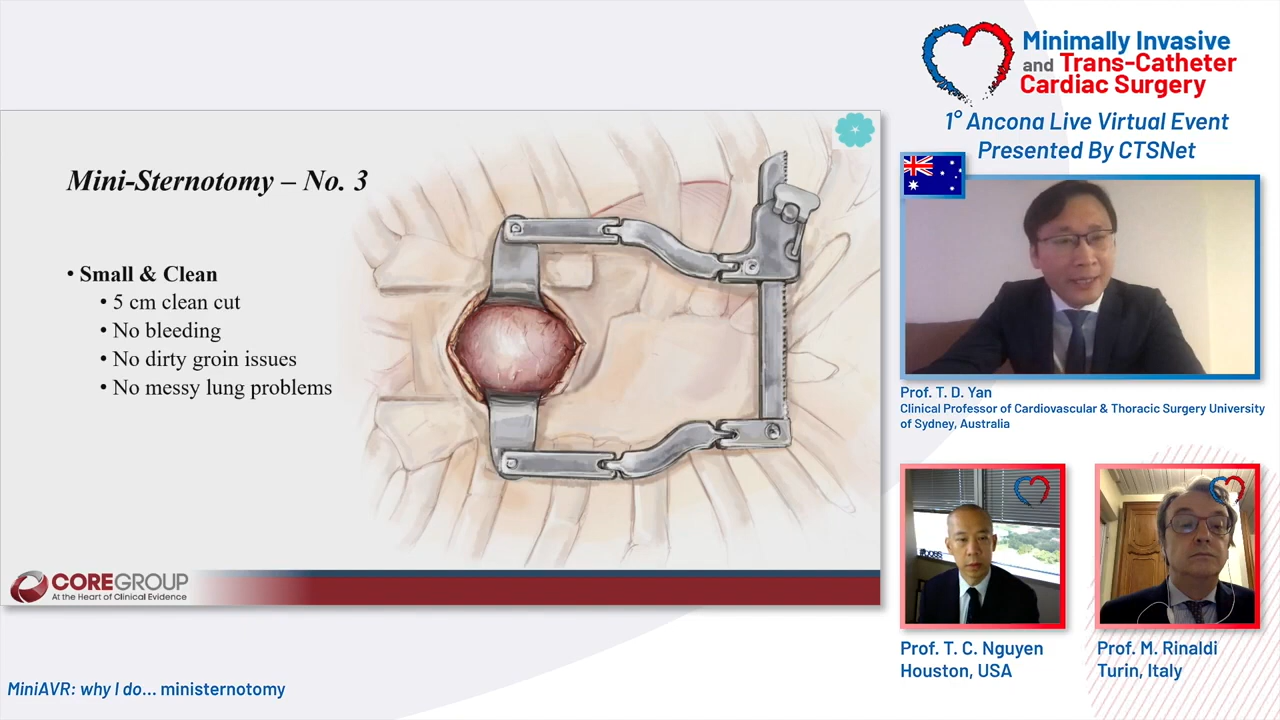 Minimally Invasive
and Trans-Catheter
Cardiac Surgery
1° Ancona Live Virtual Event
Presented By CTSNet
Mini-Sternotomy – No. 3
• Small & Clean
• 5 cm clean cut
• No bleeding
• No dirty groin issues
• No messy lung problems
COREGROUP
At the Heart of Clinical Evidence
Prof. T. D. Yan
Clinical Professor of Cardiovascular & Thoracic Surgery University
of Sydney, Australia
Prof. T. C. Nguyen
Houston, USA
Prof. M. Rinaldi
Turin, Italy
MiniAVR: why I do... ministernotomy